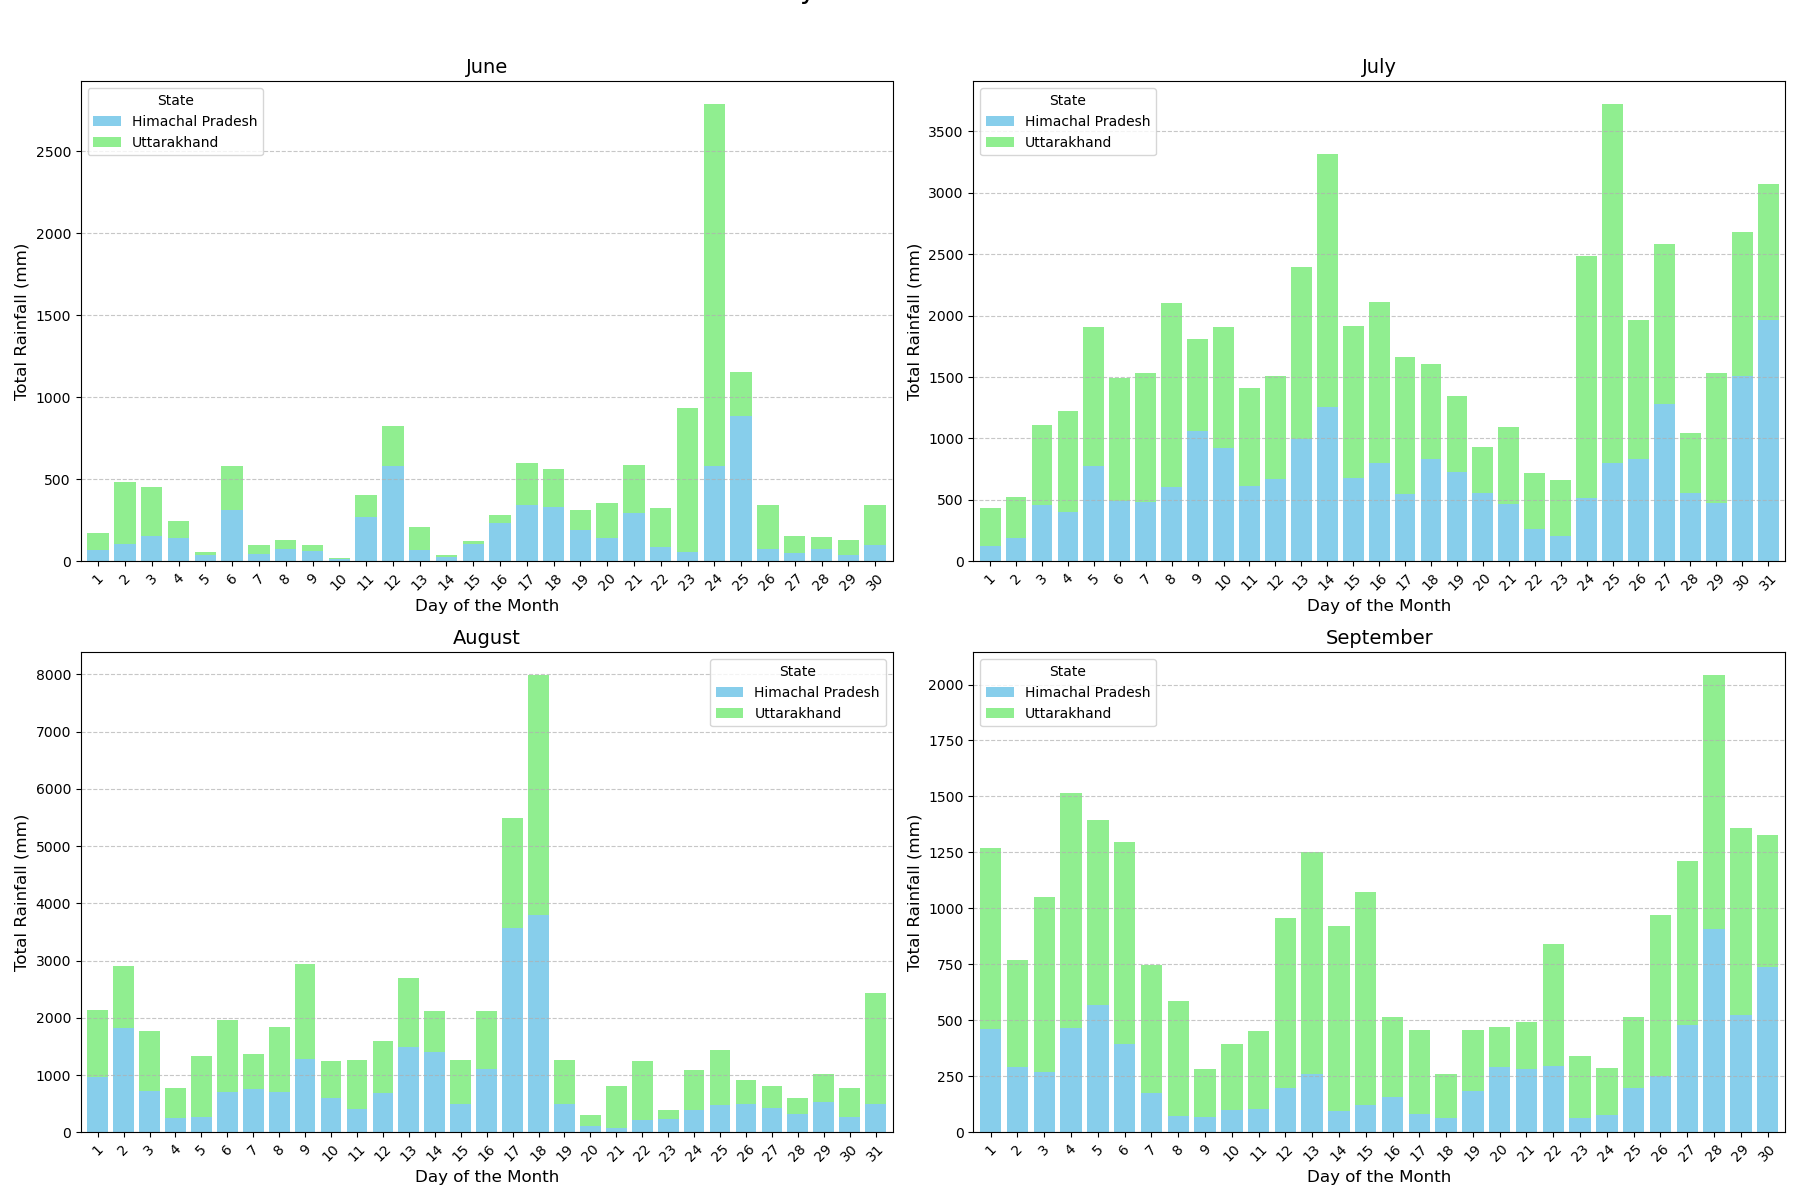 June
State
Himachal Pradesh
Uttarakhand
Total Rainfall (mm)
2500
2000
1500
1000
500
0
1 2 3 4 5 6 7 8 9 10 11 12 13 14 15 16 17 18 19 20 21 22 23 24 25 26 27 28 29 30
Day of the Month
July
State
Himachal Pradesh
Uttarakhand
Total Rainfall (mm)
3500
3000
2500
2000
1500
1000
500
0
1 2 3 4 5 6 7 8 9 10 11 12 13 14 15 16 17 18 19 20 21 22 23 24 25 26 27 28 29 30 31
Day of the Month
August
State
Himachal Pradesh
Uttarakhand
Total Rainfall (mm)
8000
7000
6000
5000
4000
3000
2000
1000
0
1 2 3 4 5 6 7 8 9 10 11 12 13 14 15 16 17 18 19 20 21 22 23 24 25 26 27 28 29 30 31
Day of the Month
September
State
Himachal Pradesh
Uttarakhand
Total Rainfall (mm)
2000
1750
1500
1250
1000
750
500
250
0
1 2 3 4 5 6 7 8 9 10 11 12 13 14 15 16 17 18 19 20 21 22 23 24 25 26 27 28 29 30
Day of the Month